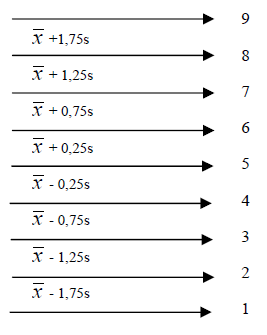 9
x̅ +1,75s
8
x̅ + 1,25s
7
x̅ + 0,75s
6
x̅ + 0,25s
5
x̅ - 0,25s
4
x̅ - 0,75s
3
x̅ - 1,25s
2
x̅ - 1,75s
1